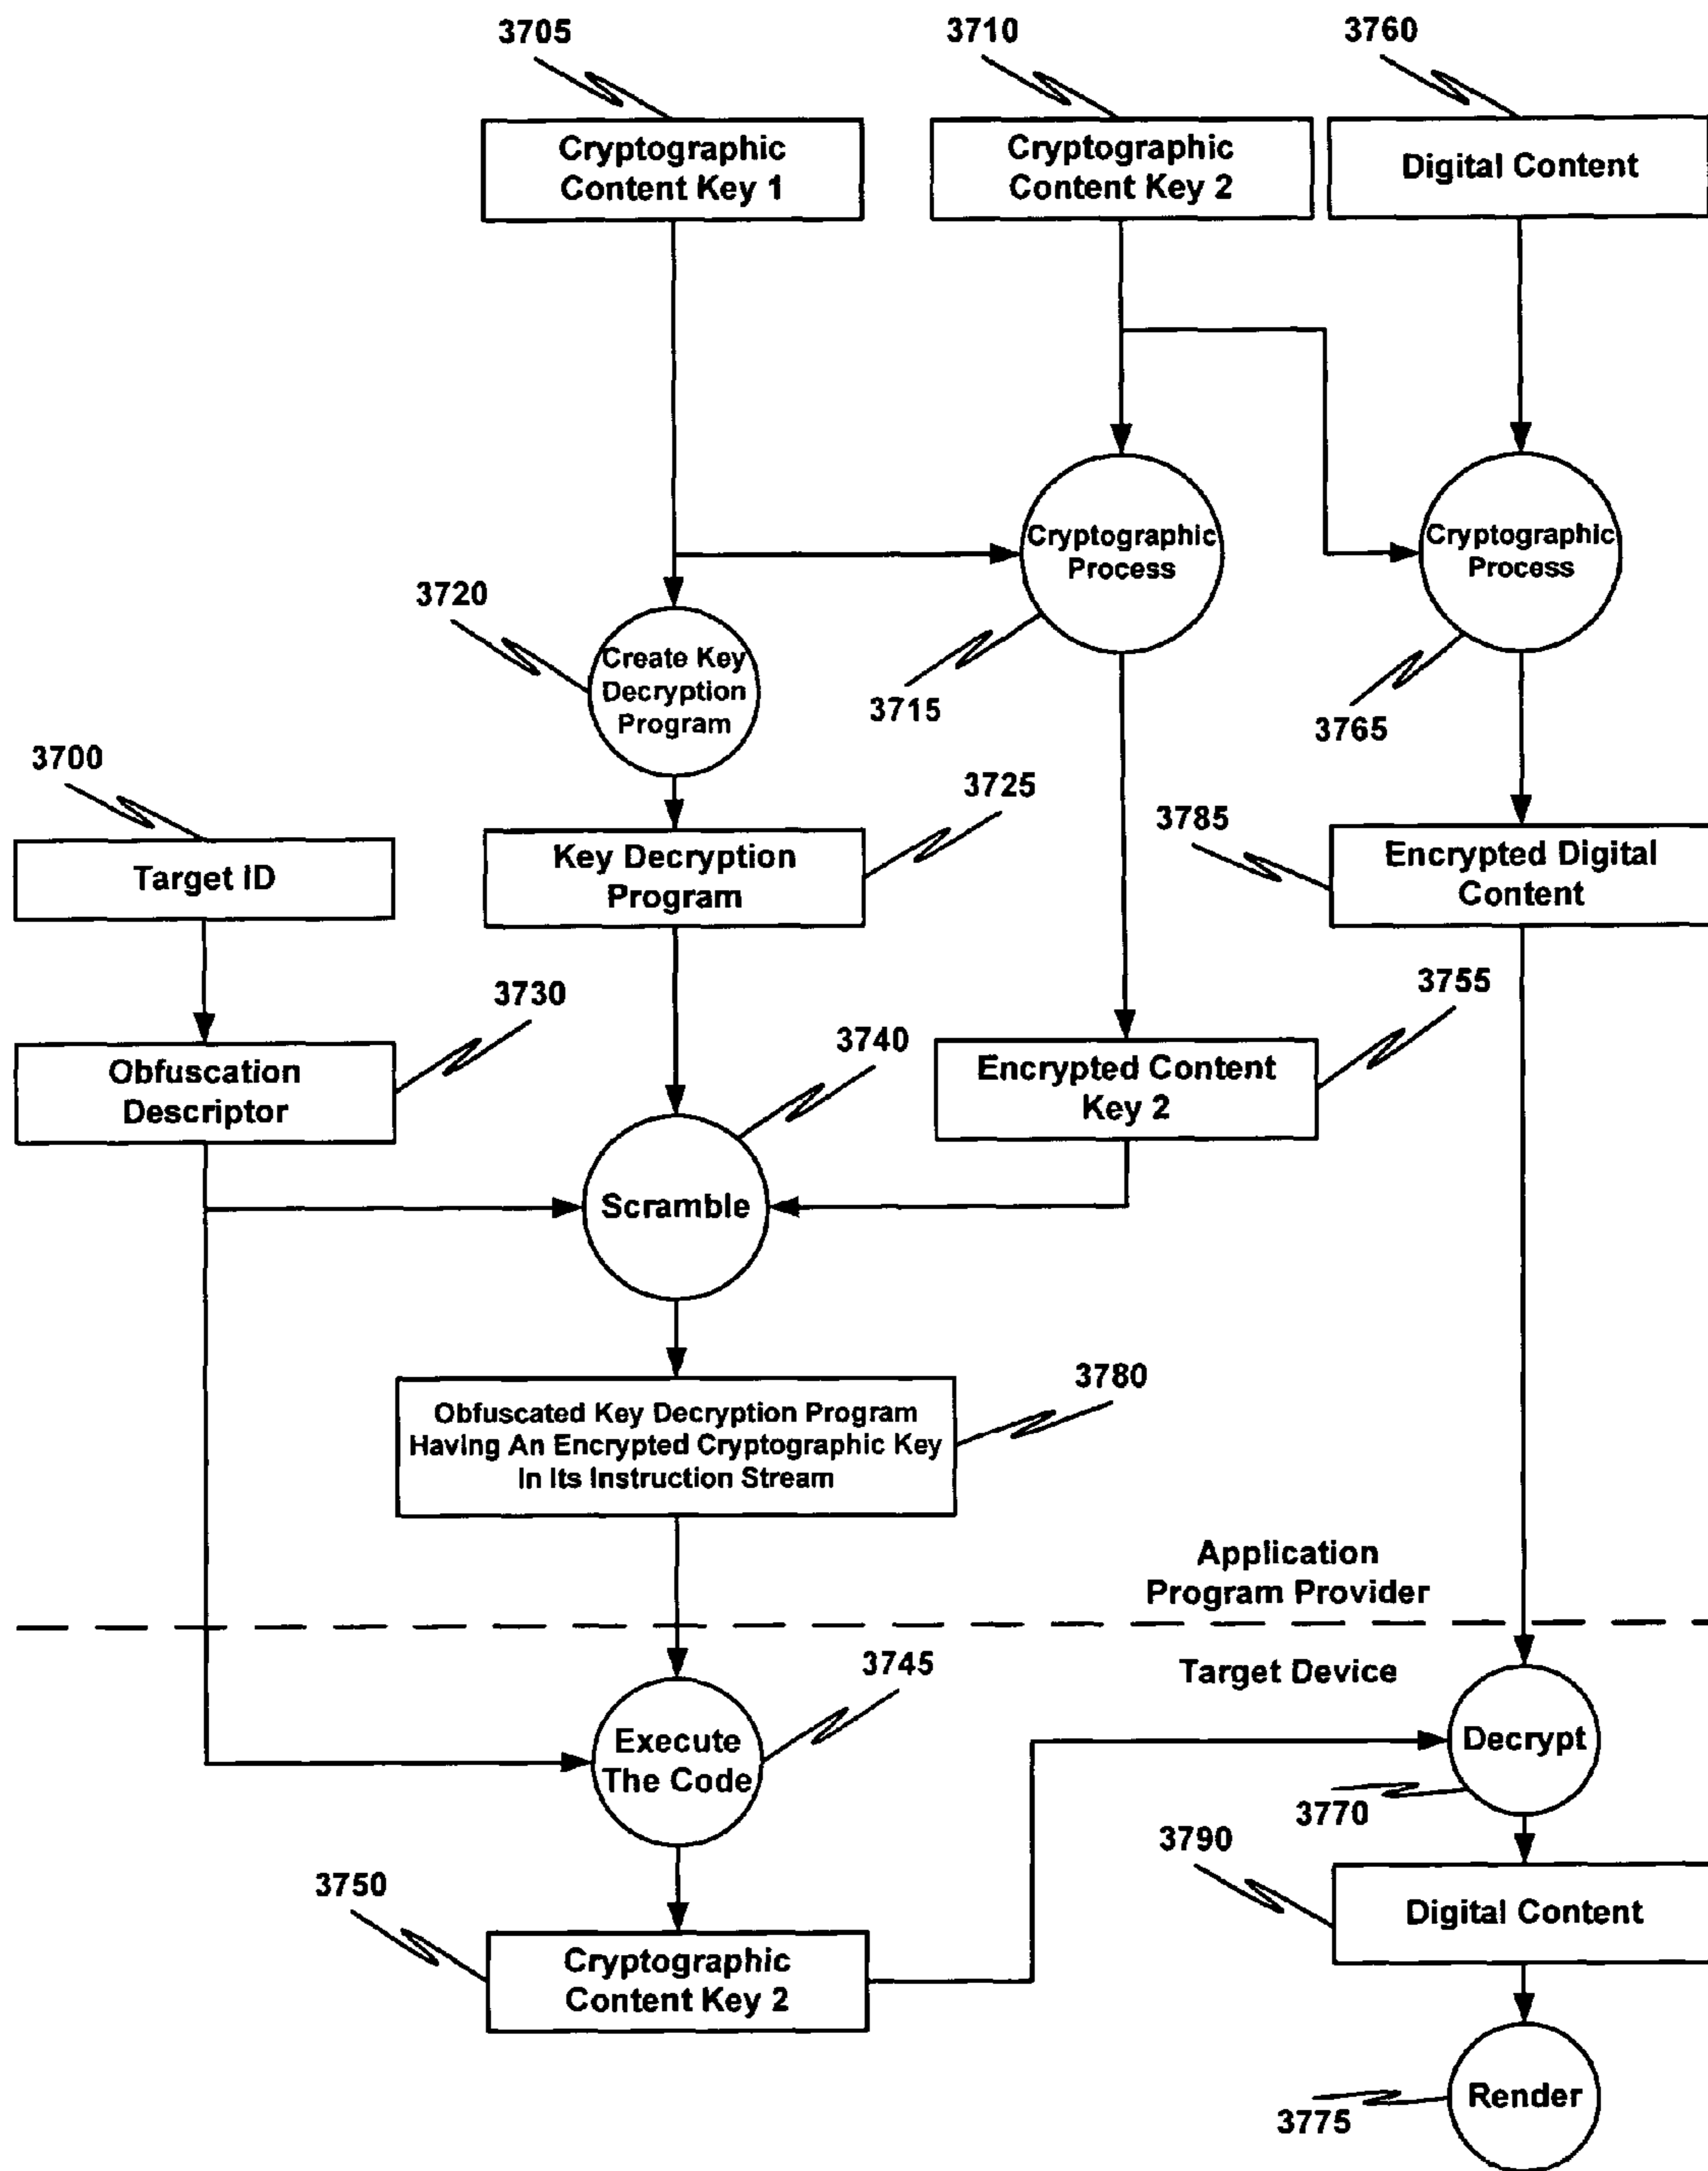 3705
3710
3760
Cryptographic
Content Key 1
Cryptographic
Content Key 2
Digital Content
Cryptographic
Process
Cryptographic
Process
3720
Create Key
Decryption
Program
3715
3765
3700
3725
3785
Target ID
Key Decryption
Program
Encrypted Digital
Content
3730
3755
3740
Obfuscation
Descriptor
Encrypted Content
Key 2
Scramble
3780
Obfuscated Key Decryption Program
Having An Encrypted Cryptographic Key
In Its Instruction Stream
Application
Program Provider
3745
Target Device
Execute
The Code
Decrypt
3770
3790
3750
Digital Content
Cryptographic
Content Key 2
Render
3775